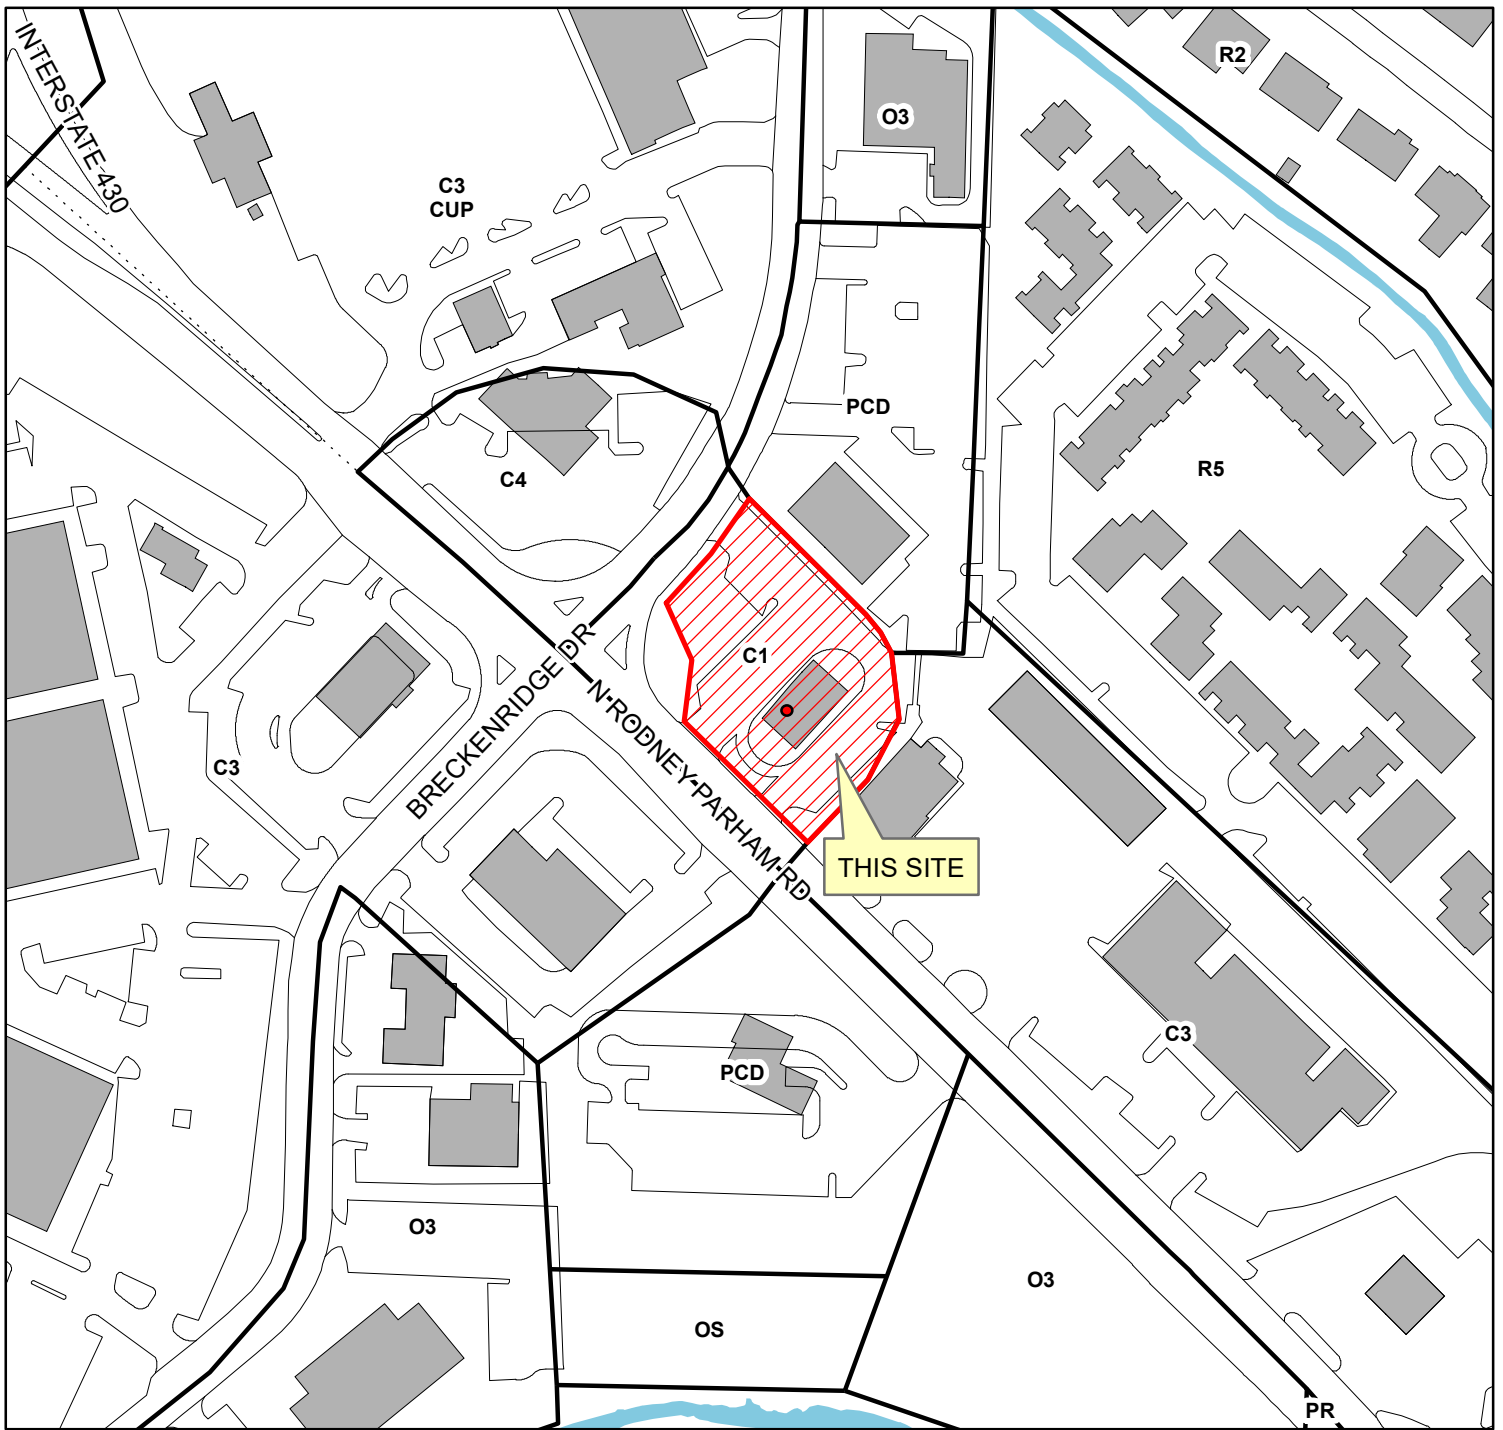 INTERSTATE 430
R2
O3
C3
CUP
PCD
R5
C4
C1
BRECKENRIDGE DR
N RODNEY PARHAM RD
C3
THIS SITE
C3
PCD
O3
O3
OS
PR